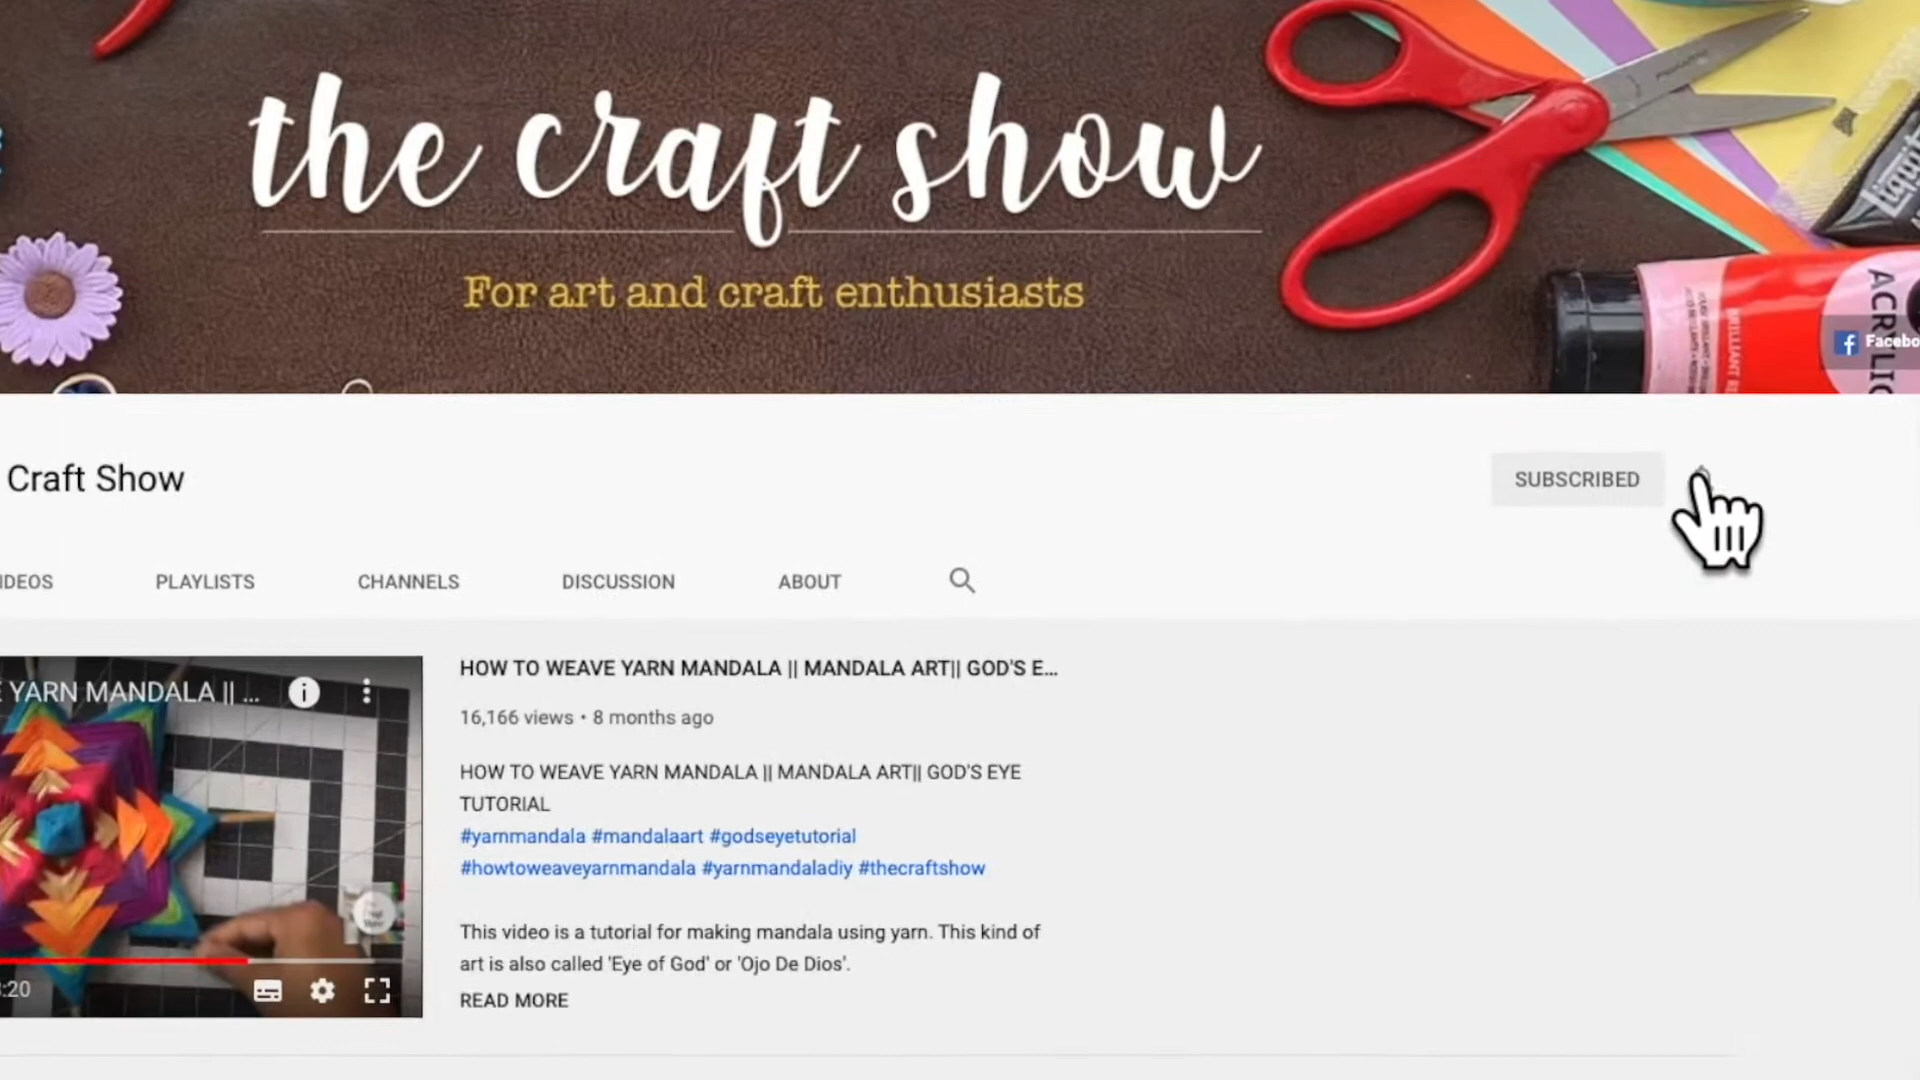 the craft show
For art and craft enthusiasts
ACRYLIC
Facebo
Craft Show
SUBSCRIBED
IDEOS
PLAYLISTS
CHANNELS
DISCUSSION
ABOUT
E YARN MANDALA || ...
HOW TO WEAVE YARN MANDALA || MANDALA ART|| GOD'S E...
16,166 views • 8 months ago
HOW TO WEAVE YARN MANDALA || MANDALA ART|| GOD'S EYE
TUTORIAL
#yarnmandala #mandalaart #godseyetutorial
#howtoweaveyarnmandala #yarnmandaladiy #thecraftshow
This video is a tutorial for making mandala using yarn. This kind of
art is also called 'Eye of God' or 'Ojo De Dios'.
READ MORE
:20